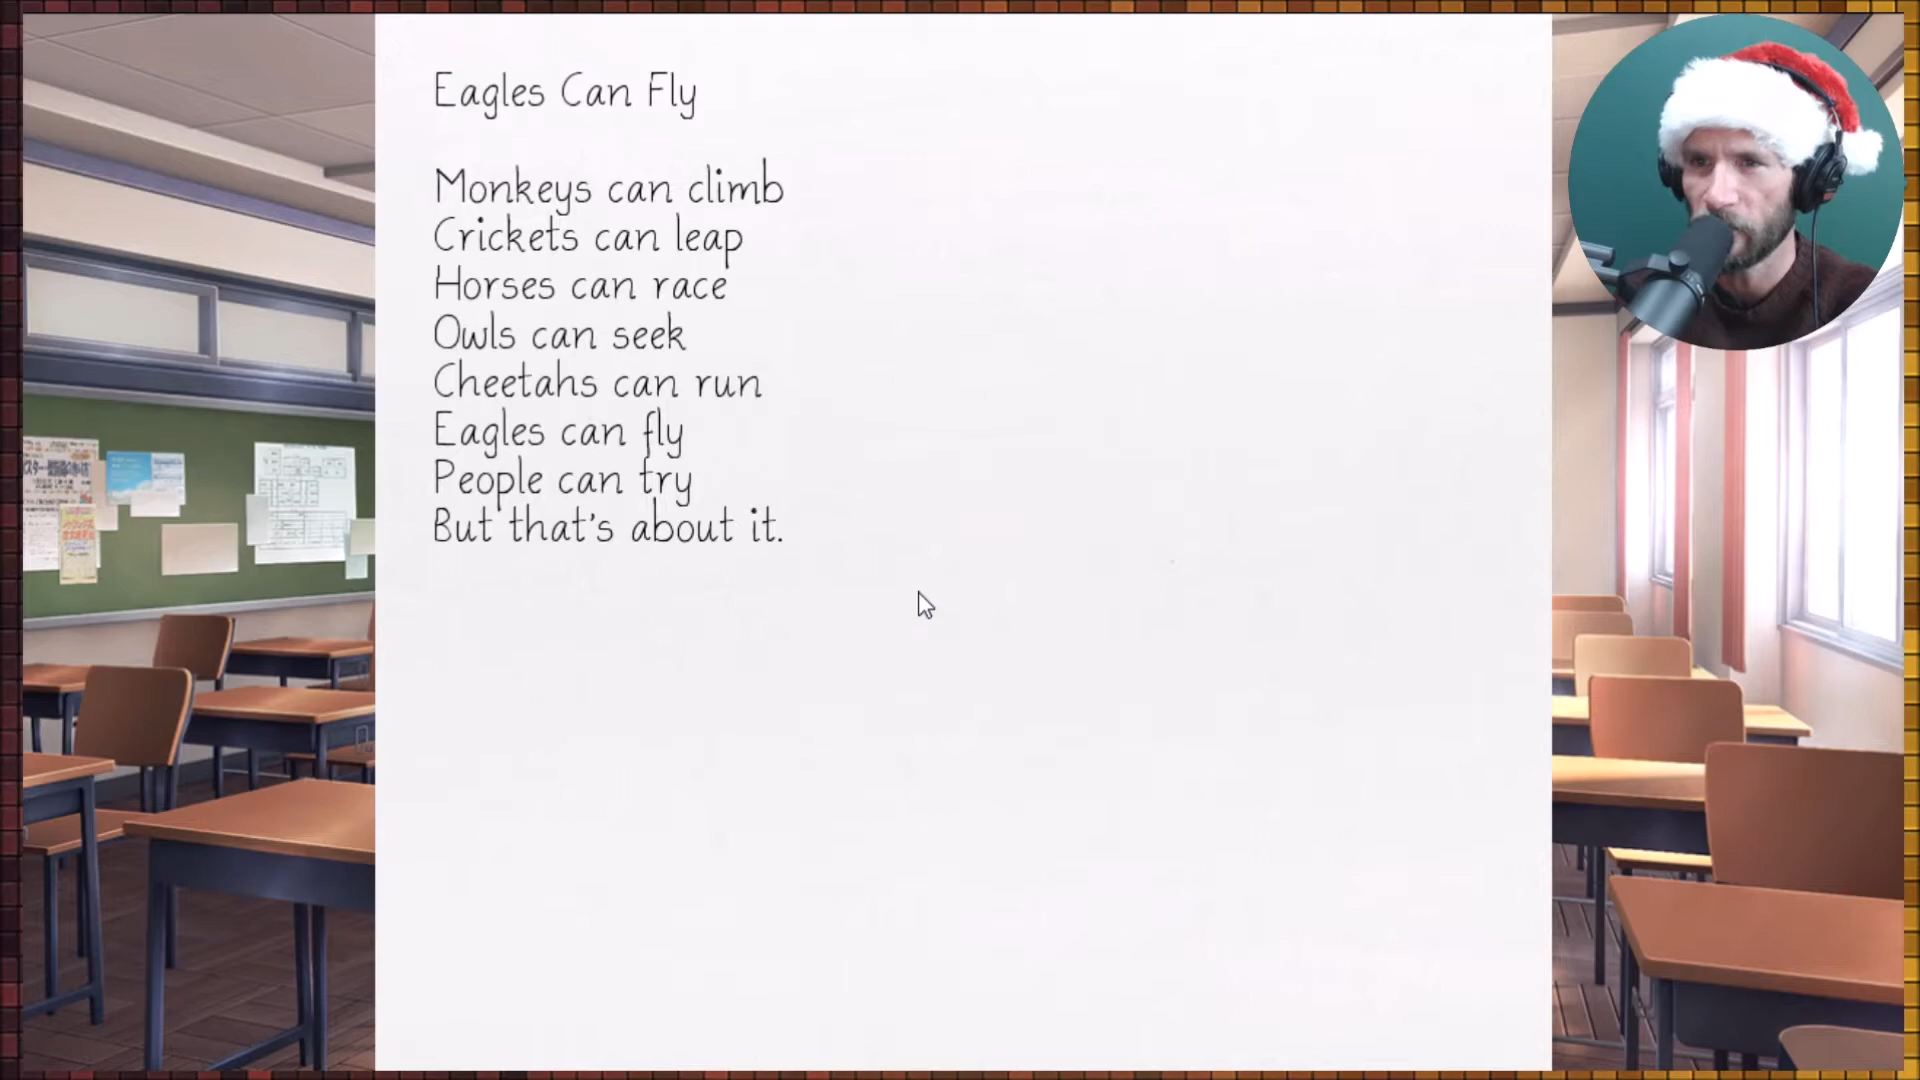 Eagles Can Fly
Monkeys can climb
Crickets can leap
Horses can race
Owls can seek
Cheetahs can run
Eagles can fly
People can try
But that's about it.